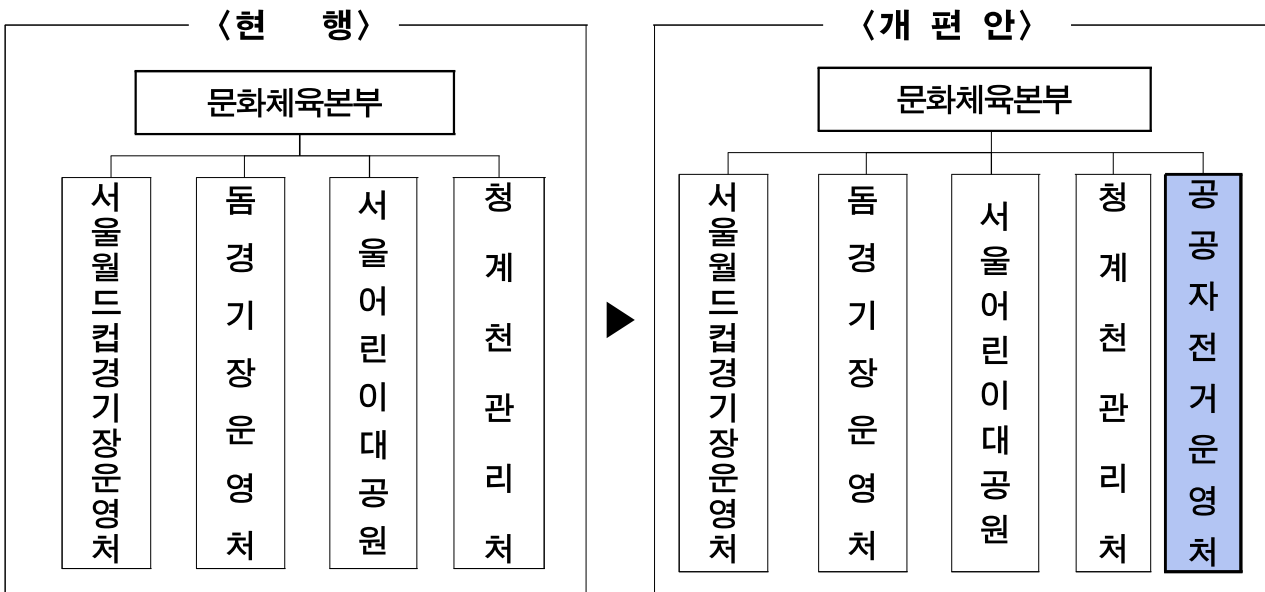 〈현 행〉
문화체육본부
서울월드컵경기장운영처
돔경기장운영처
서울어린이대공원
청계천관리처
▶
〈개 편 안〉
문화체육본부
서울월드컵경기장운영처
돔경기장운영처
서울어린이대공원
청계천관리처
공공자전거운영처